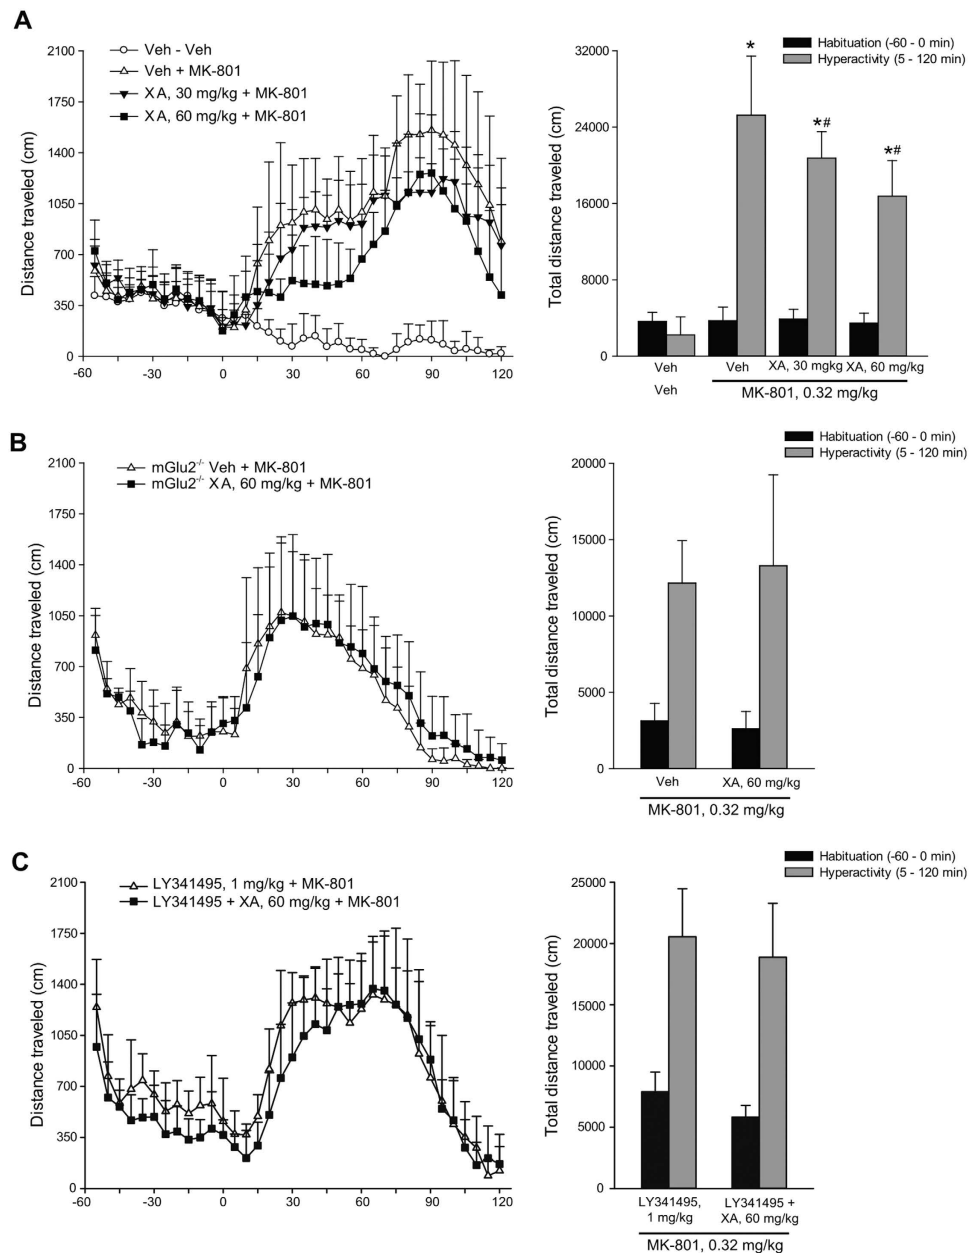 A
Veh - Veh
Veh + MK-801
XA, 30 mg/kg + MK-801
XA, 60 mg/kg + MK-801
Distance traveled (cm)
2100
1750
1400
1050
700
350
0
-60 -30 0 30 60 90 120
Habituation (-60 - 0 min)
Hyperactivity (5 - 120 min)
Total distance traveled (cm)
32000
24000
16000
8000
0
* *# *#
Veh Veh XA, 30 mgkg XA, 60 mg/kg
Veh MK-801, 0.32 mg/kg
B
mGlu2-/- Veh + MK-801
mGlu2-/- XA, 60 mg/kg + MK-801
Distance traveled (cm)
2100
1750
1400
1050
700
350
0
-60 -30 0 30 60 90 120
Habituation (-60 - 0 min)
Hyperactivity (5 - 120 min)
Total distance traveled (cm)
20000
15000
10000
5000
0
Veh XA, 60 mg/kg
MK-801, 0.32 mg/kg
C
LY341495, 1 mg/kg + MK-801
LY341495 + XA, 60 mg/kg + MK-801
Distance traveled (cm)
2100
1750
1400
1050
700
350
0
-60 -30 0 30 60 90 120
Habituation (-60 - 0 min)
Hyperactivity (5 - 120 min)
Total distance traveled (cm)
25000
20000
15000
10000
5000
0
LY341495, LY341495 +
1 mg/kg XA, 60 mg/kg
MK-801, 0.32 mg/kg